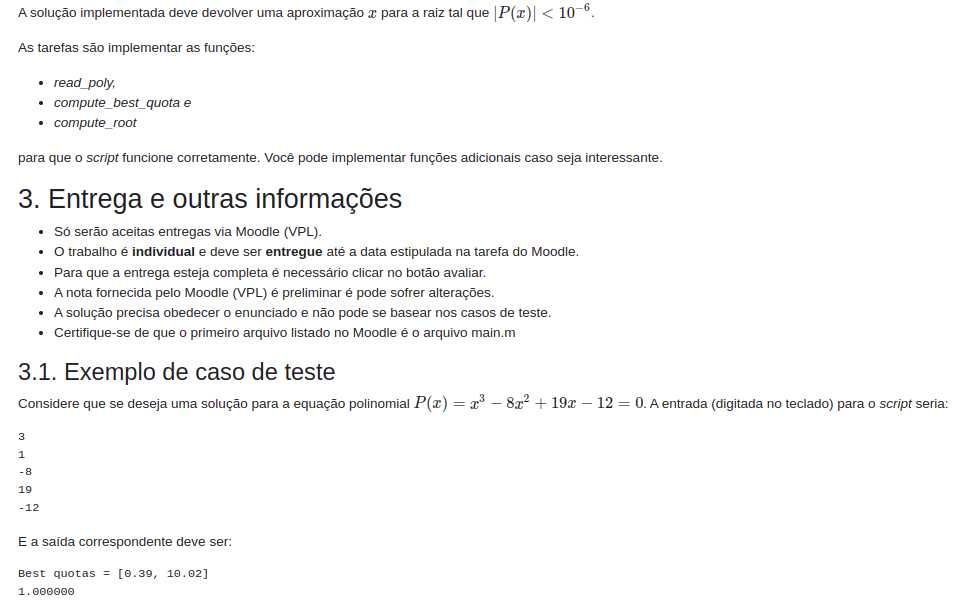 A solução implementada deve devolver uma aproximação x para a raiz tal que |P(x)| < 10⁻⁶.
As tarefas são implementar as funções:
• read_poly,
• compute_best_quota e
• compute_root
para que o script funcione corretamente. Você pode implementar funções adicionais caso seja interessante.
3. Entrega e outras informações
• Só serão aceitas entregas via Moodle (VPL).
• O trabalho é individual e deve ser entregue até a data estipulada na tarefa do Moodle.
• Para que a entrega esteja completa é necessário clicar no botão avaliar.
• A nota fornecida pelo Moodle (VPL) é preliminar é pode sofrer alterações.
• A solução precisa obedecer o enunciado e não pode se basear nos casos de teste.
• Certifique-se de que o primeiro arquivo listado no Moodle é o arquivo main.m
3.1. Exemplo de caso de teste
Considere que se deseja uma solução para a equação polinomial P(x) = x³ − 8x² + 19x − 12 = 0. A entrada (digitada no teclado) para o script seria:
3
1
-8
19
-12
E a saída correspondente deve ser:
Best quotas = [0.39, 10.02]
1.000000